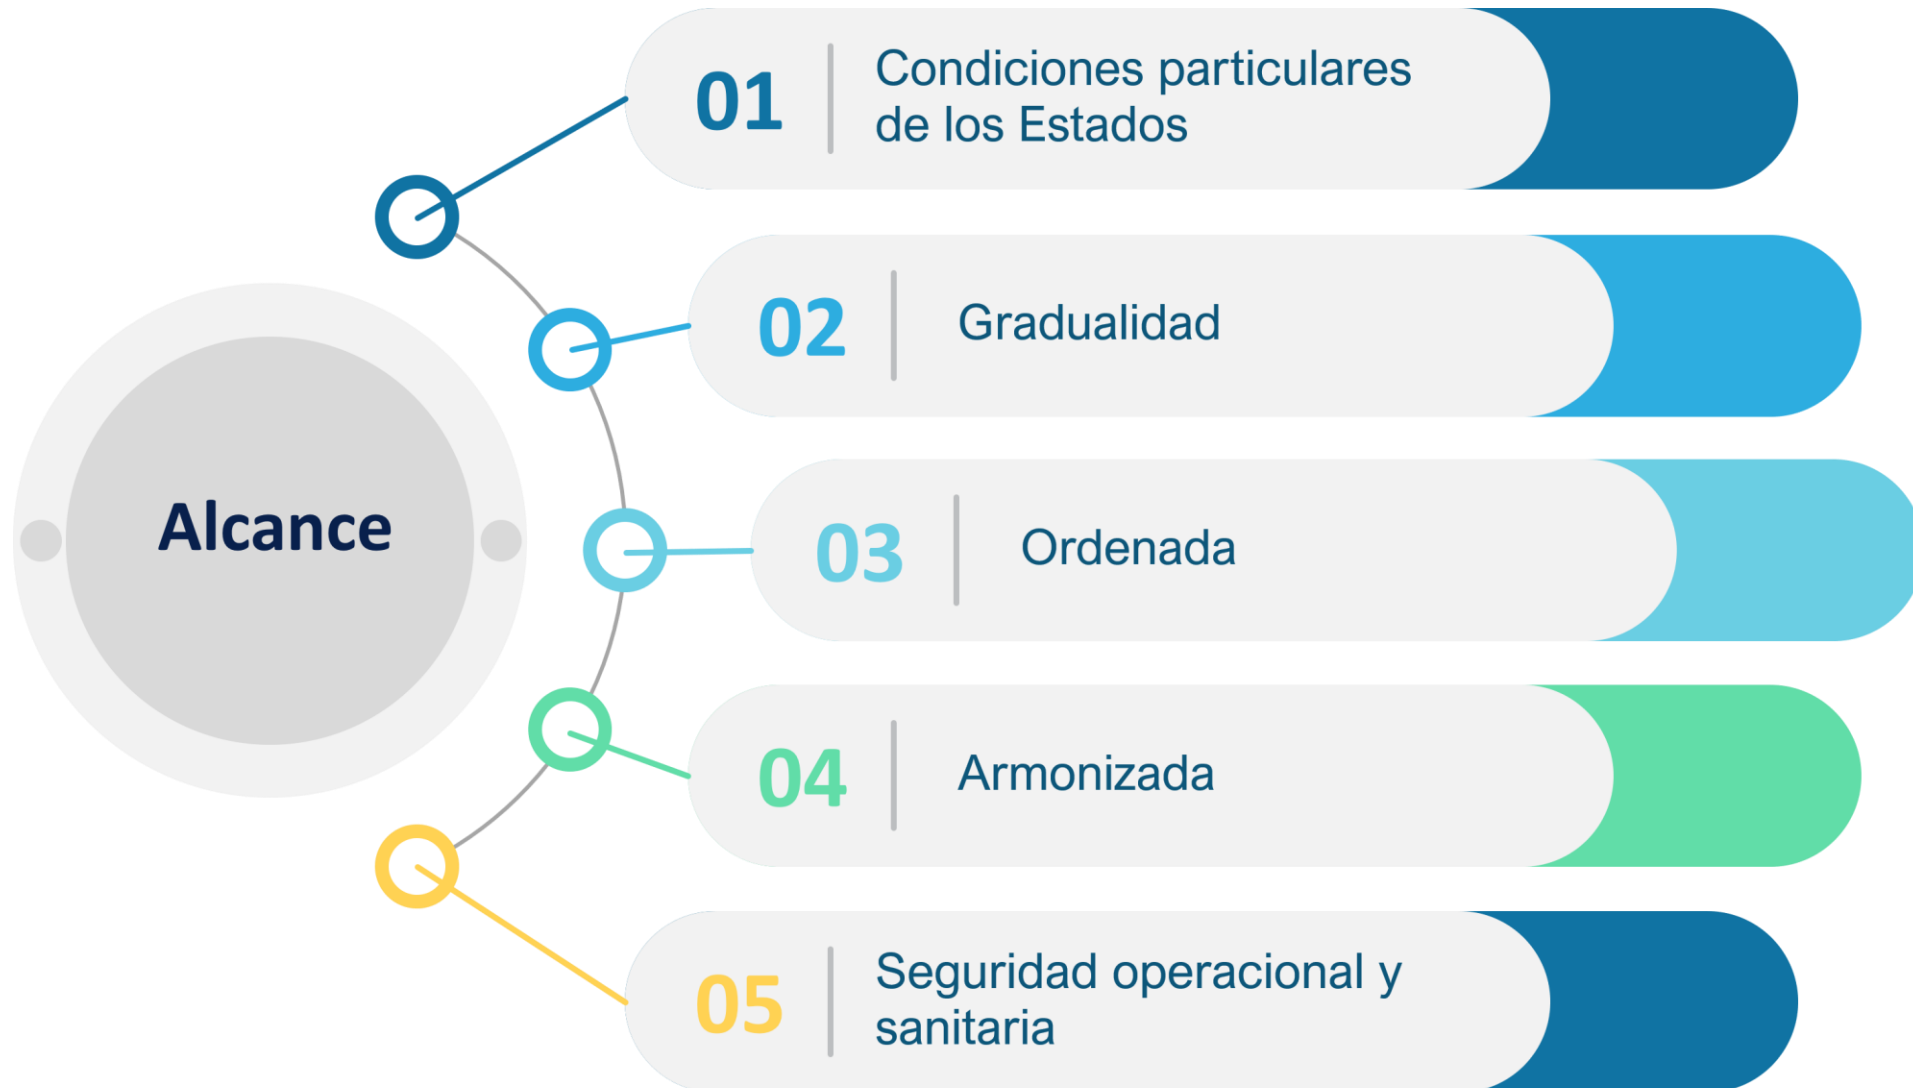 Alcance
01
Condiciones particulares
de los Estados
02
Gradualidad
03
Ordenada
04
Armonizada
05
Seguridad operacional y
sanitaria